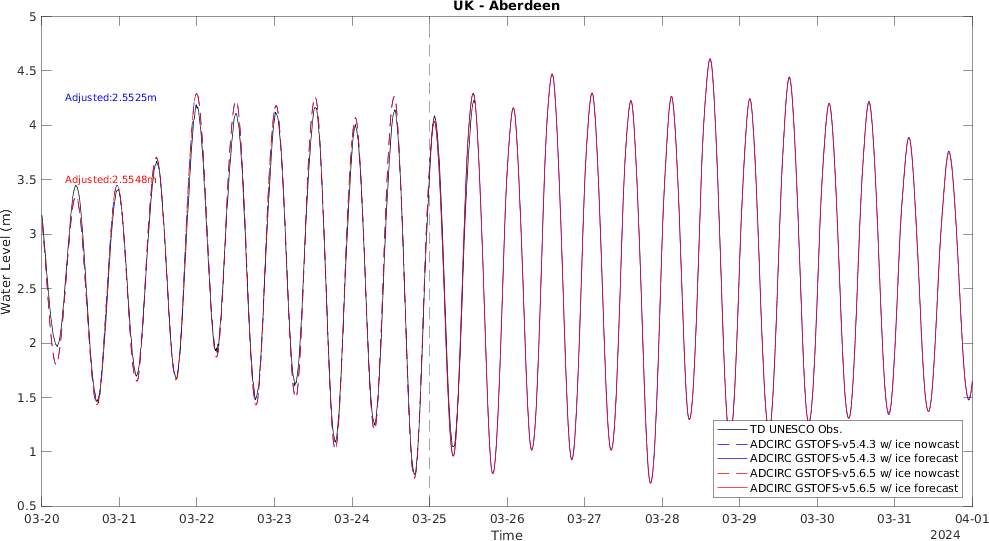 UK - Aberdeen
5
4.5
4
3.5
3
2.5
2
1.5
1
0.5
Water Level (m)
Adjusted:2.5525m
Adjusted:2.5548m
TD UNESCO Obs.
ADCIRC GSTOFS-v5.4.3 w/ ice nowcast
ADCIRC GSTOFS-v5.4.3 w/ ice forecast
ADCIRC GSTOFS-v5.6.5 w/ ice nowcast
ADCIRC GSTOFS-v5.6.5 w/ ice forecast
03-20 03-21 03-22 03-23 03-24 03-25 03-26 03-27 03-28 03-29 03-30 03-31 04-01
Time
2024